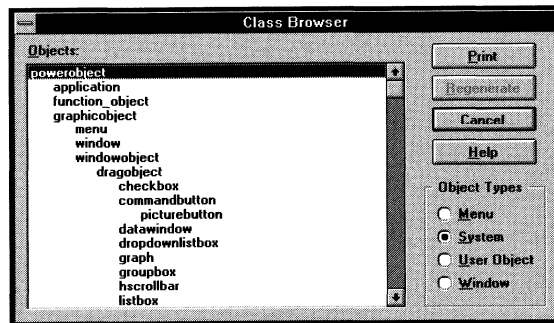 Class Browser
Objects:
powerobject
application
function_object
graphicobject
menu
window
windowobject
dragobject
checkbox
commandbutton
picturebutton
datawindow
dropdownlistbox
graph
groupbox
hscrollbar
listbox
Print
Regenerate
Cancel
Help
Object Types
Menu
System
User Object
Window